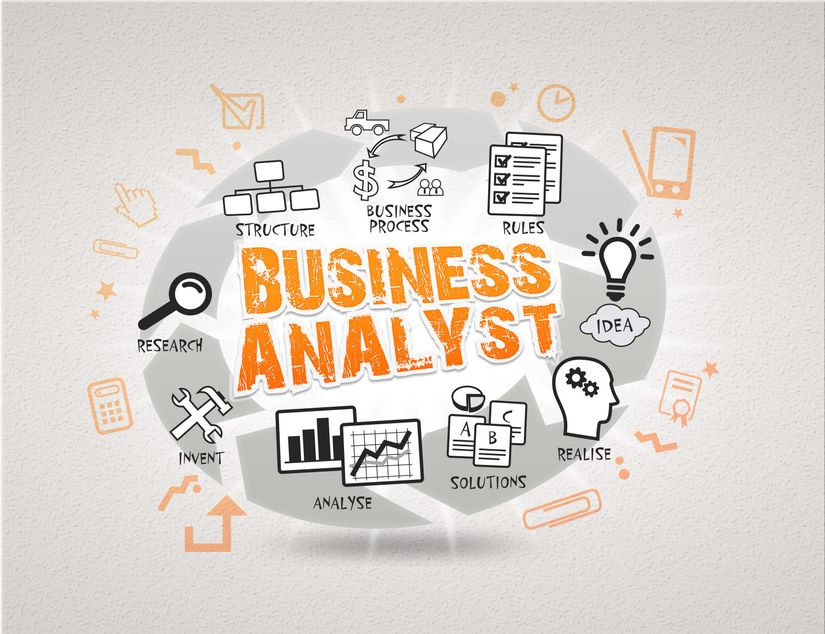 STRUCTURE
BUSINESS
PROCESS
RULES
BUSINESS
ANALYST
IDEA
RESEARCH
REALISE
INVENT
A
B
C
SOLUTIONS
ANALYSE
$